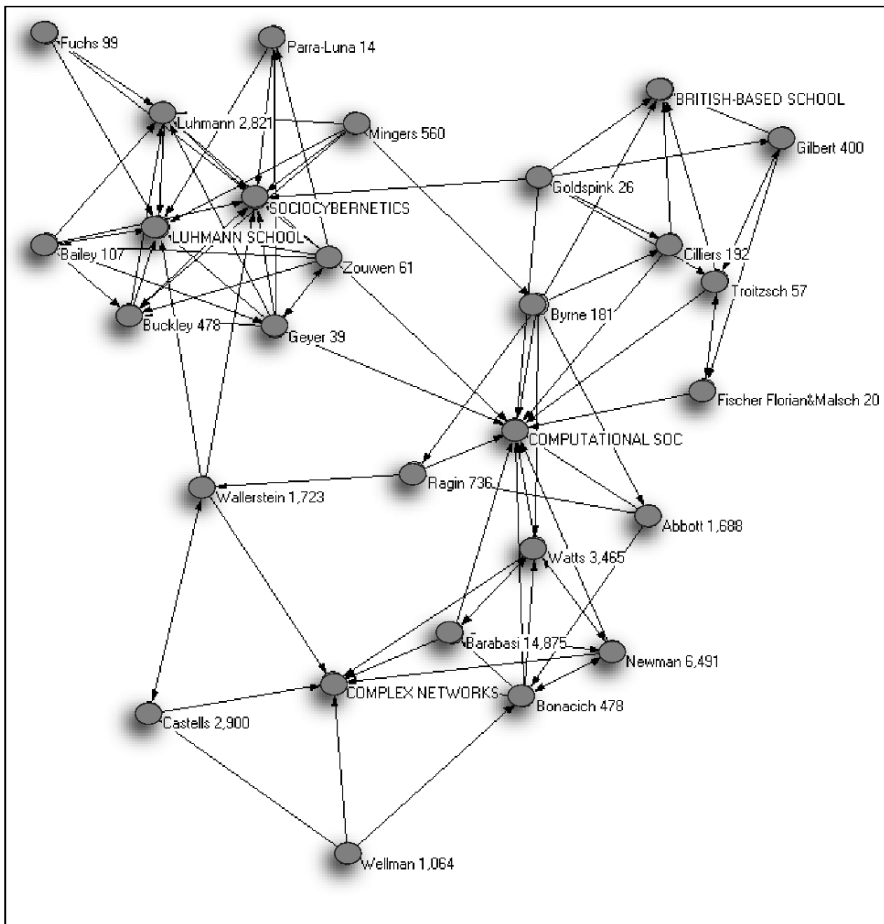 Fuchs 99
Parra-Luna 14
BRITISH-BASED SCHOOL
Luhmann 2,821
Mingers 560
Gilbert 400
Goldspink 26
SOCIOCYBERNETICS
LUHMANN SCHOOL
Bailey 107
Zouwen 61
Cilliers 192
Troitzsch 57
Buckley 478
Geyer 39
Byrne 181
Fischer Florian&Malsch 20
COMPUTATIONAL SOC
Ragin 736
Wallerstein 1,723
Abbott 1,688
Watts 3,465
Barabasi 14,875
Newman 6,491
COMPLEX NETWORKS
Bonacich 478
Castells 2,900
Wellman 1,064